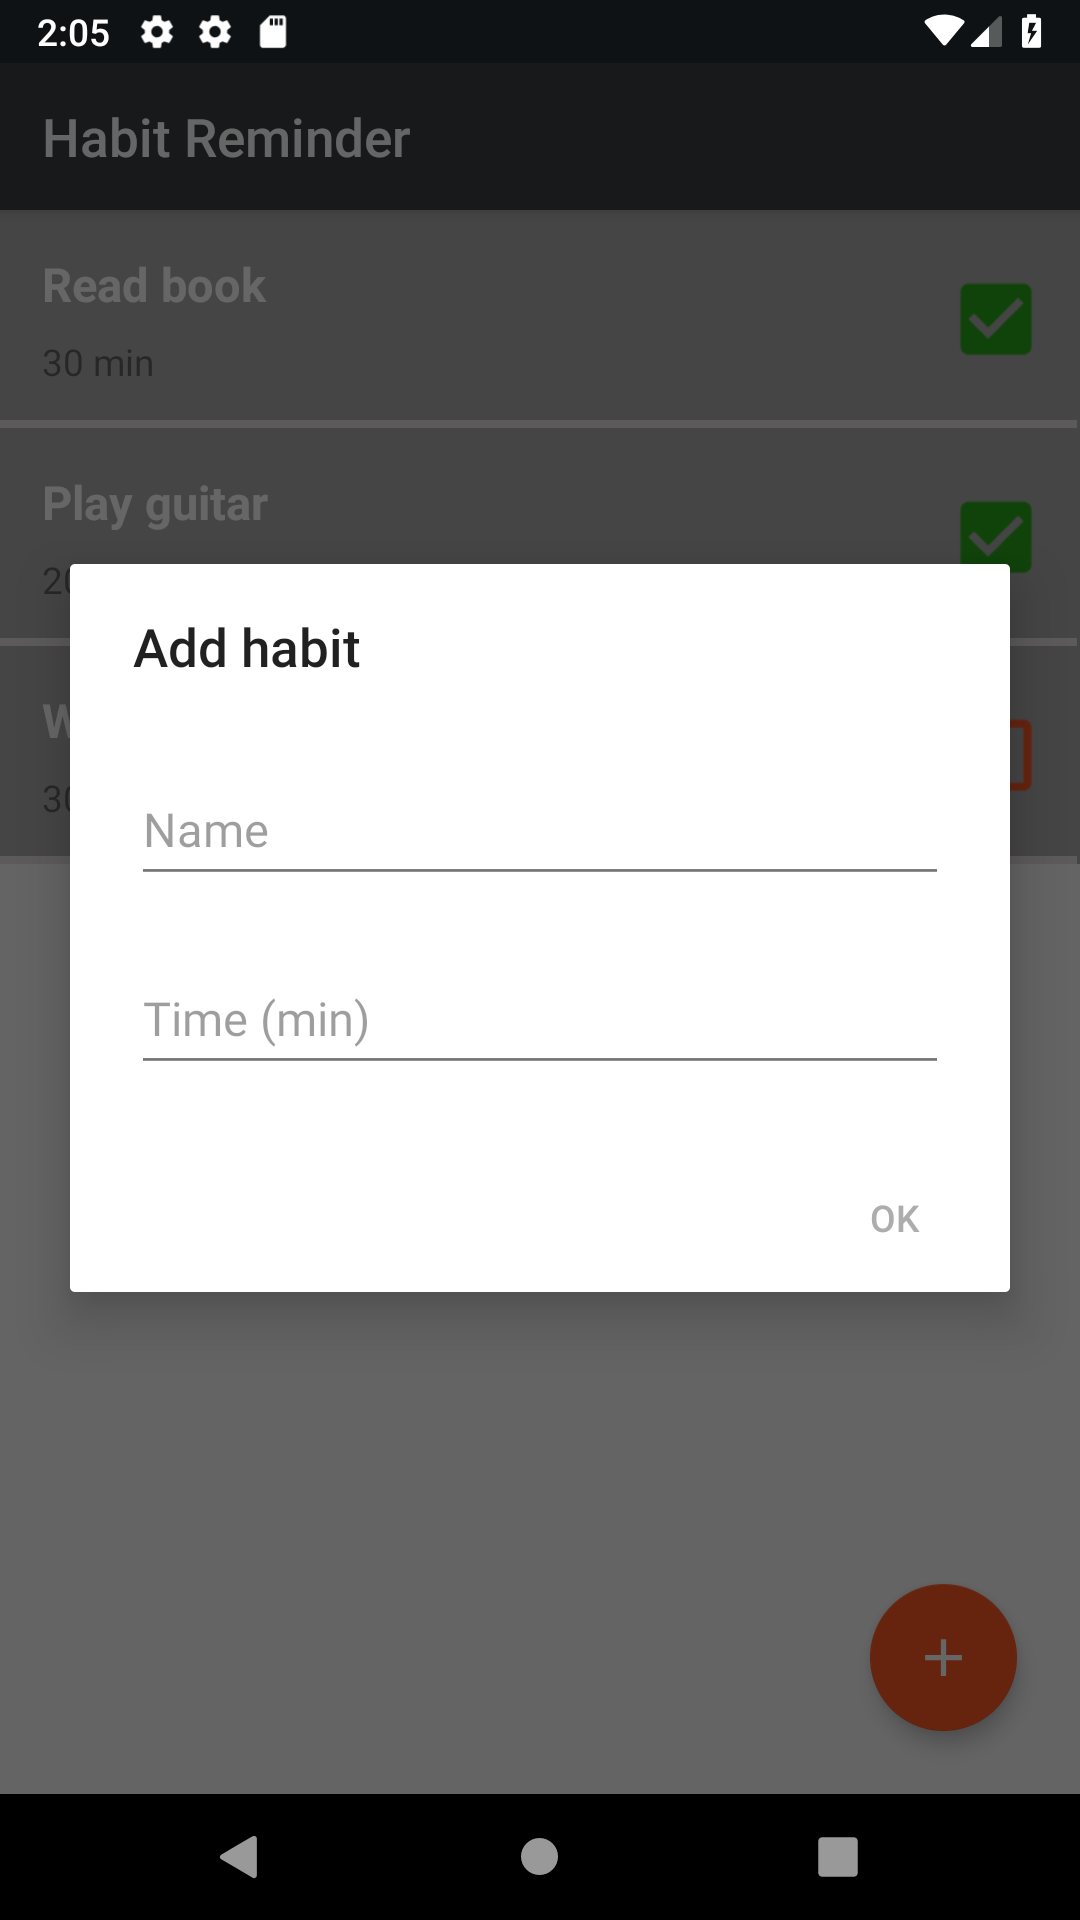 2:05
Habit Reminder
Read book
30 min
Play guitar
Add habit
Name
Time (min)
OK